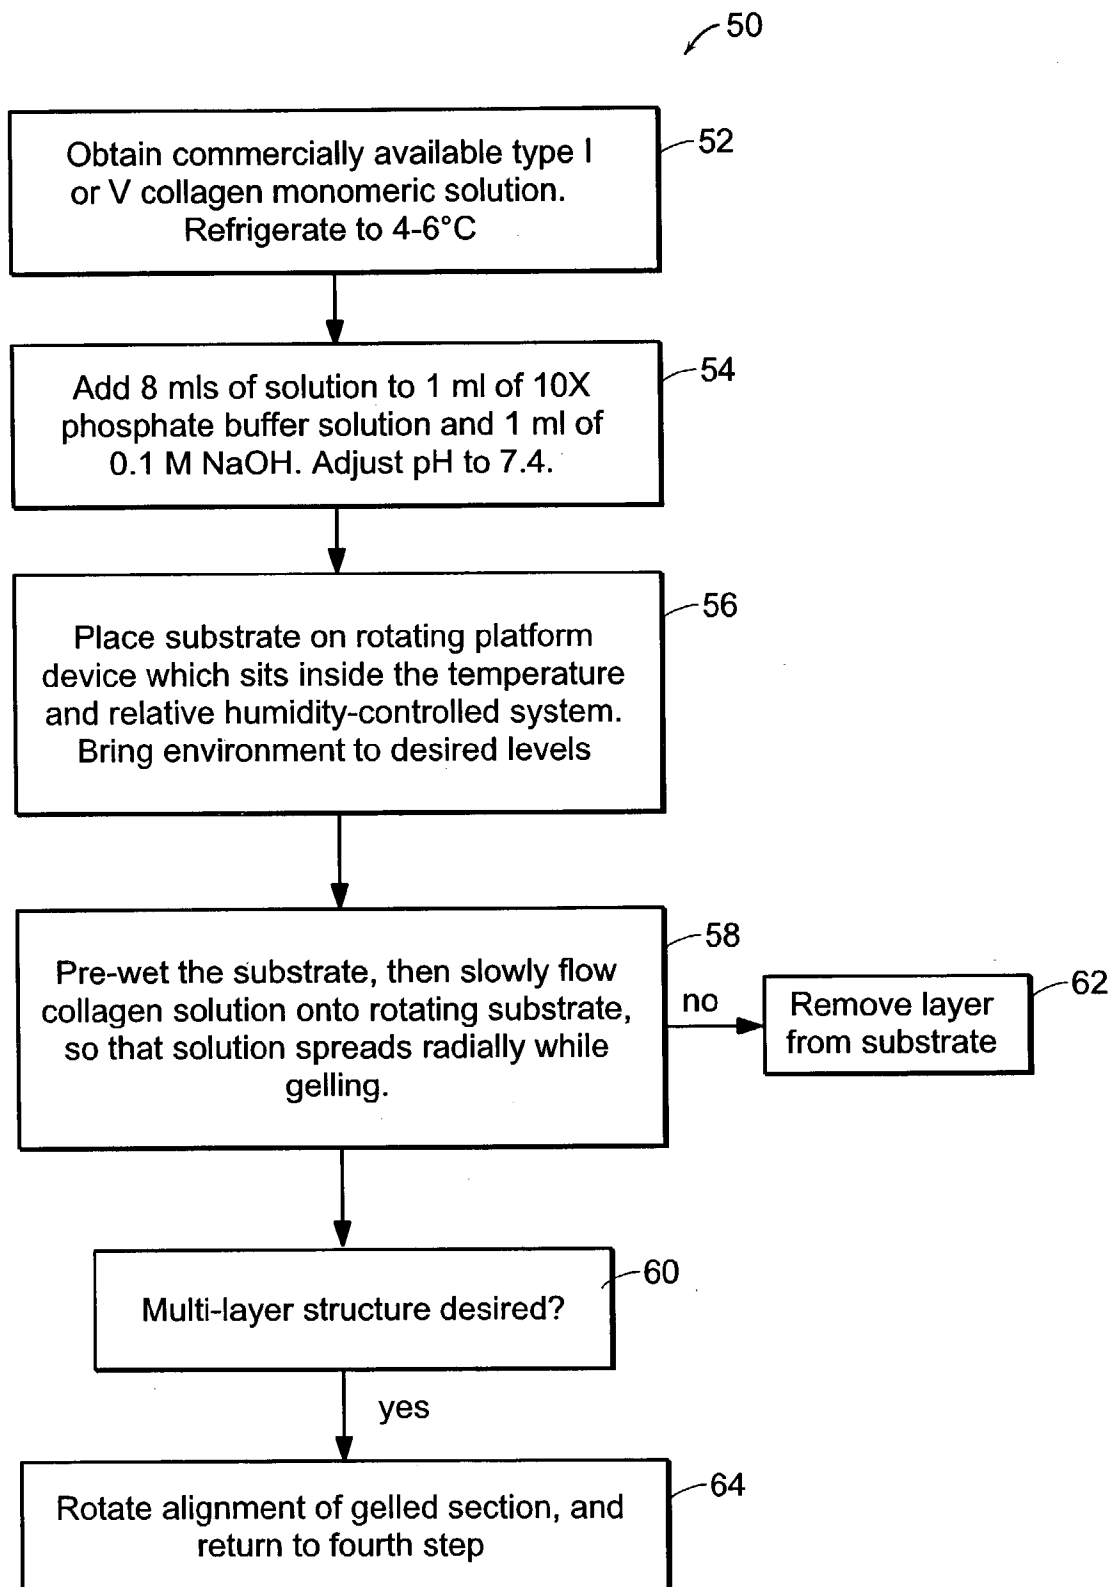 50
Obtain commercially available type I
or V collagen monomeric solution.
Refrigerate to 4-6°C
52
Add 8 mls of solution to 1 ml of 10X
phosphate buffer solution and 1 ml of
0.1 M NaOH. Adjust pH to 7.4.
54
Place substrate on rotating platform
device which sits inside the temperature
and relative humidity-controlled system.
Bring environment to desired levels
56
Pre-wet the substrate, then slowly flow
collagen solution onto rotating substrate,
so that solution spreads radially while
gelling.
58
no
Remove layer
from substrate
62
Multi-layer structure desired?
60
yes
Rotate alignment of gelled section, and
return to fourth step
64